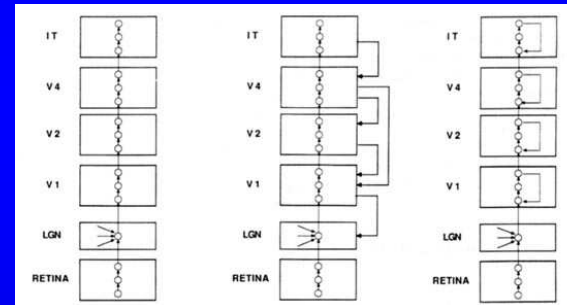 IT IT IT
V4 V4 V4
V2 V2 V2
V1 V1 V1
LGN LGN LGN
RETINA RETINA RETINA